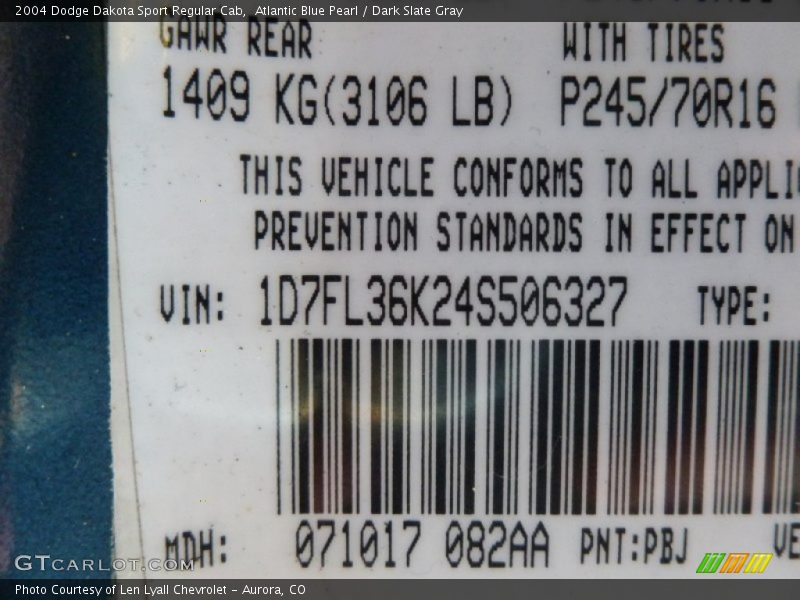 2004 Dodge Dakota Sport Regular Cab,  Atlantic Blue Pearl / Dark Slate Gray
GAWR REAR WITH TIRES
1409 KG(3106 LB) P245/70R16
THIS VEHICLE CONFORMS TO ALL APPLI
PREVENTION STANDARDS IN EFFECT ON
VIN: 1D7FL36K24S506327 TYPE:
MDH: 071017 082AA PNT:PBJ VE
GTCarLot.com
Photo Courtesy of Len Lyall Chevrolet - Aurora, CO